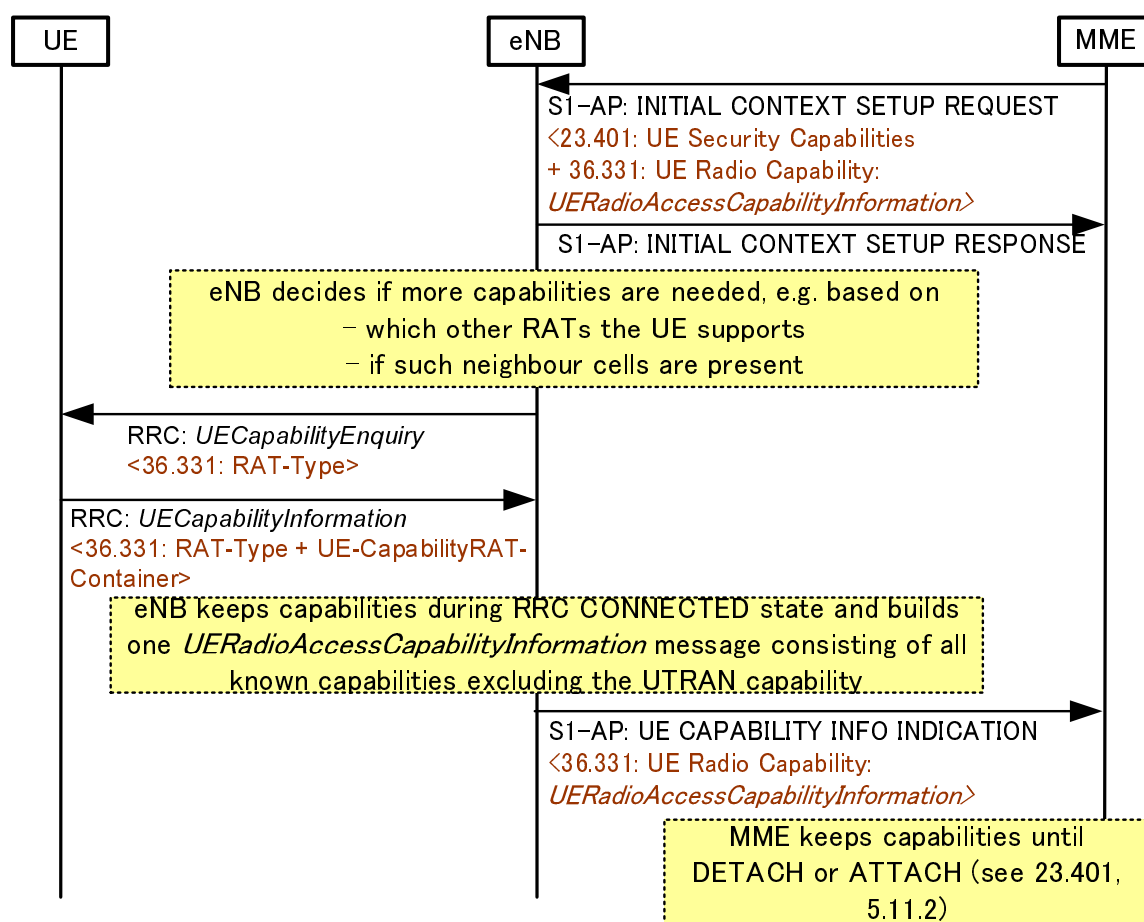 UE
eNB
MME
S1-AP: INITIAL CONTEXT SETUP REQUEST
<23.401: UE Security Capabilities
+ 36.331: UE Radio Capability:
UERadioAccessCapabilityInformation>
S1-AP: INITIAL CONTEXT SETUP RESPONSE
eNB decides if more capabilities are needed, e.g. based on
- which other RATs the UE supports
- if such neighbour cells are present
RRC: UECapabilityEnquiry
<36.331: RAT-Type>
RRC: UECapabilityInformation
<36.331: RAT-Type + UE-CapabilityRAT-
Container>
eNB keeps capabilities during RRC CONNECTED state and builds
one UERadioAccessCapabilityInformation message consisting of all
known capabilities excluding the UTRAN capability
S1-AP: UE CAPABILITY INFO INDICATION
<36.331: UE Radio Capability:
UERadioAccessCapabilityInformation>
MME keeps capabilities until
DETACH or ATTACH (see 23.401,
5.11.2)